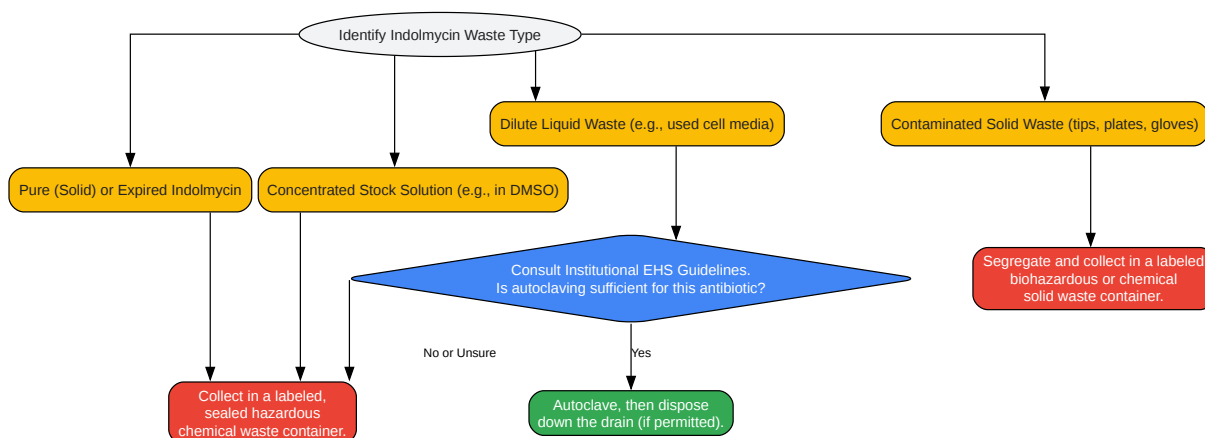 Identify Indolmycin Waste Type
Dilute Liquid Waste (e.g., used cell media)
Contaminated Solid Waste (tips, plates, gloves)
Pure (Solid) or Expired Indolmycin
Concentrated Stock Solution (e.g., in DMSO)
Consult Institutional EHS Guidelines.
Is autoclaving sufficient for this antibiotic?
Segregate and collect in a labeled
biohazardous or chemical
solid waste container.
No or Unsure
Yes
Collect in a labeled,
sealed hazardous
chemical waste container.
Autoclave, then dispose
down the drain (if permitted).